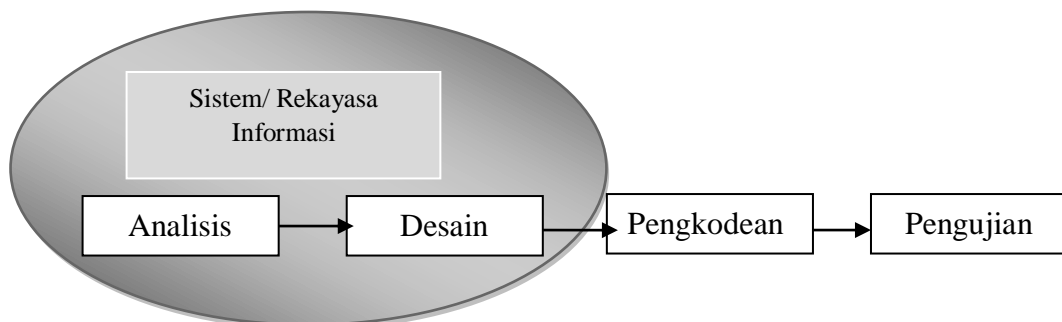 Sistem/ Rekayasa
Informasi
Analisis
Desain
Pengkodean
Pengujian